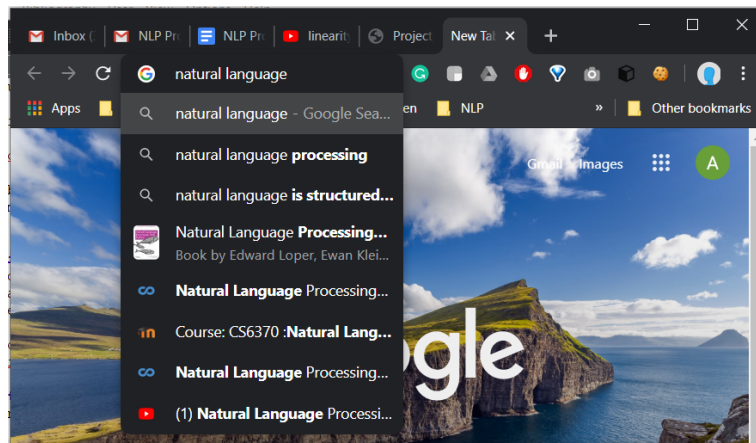 Inbox (
NLP Pr
NLP Pr
linearit
Project
New Tal
natural language
Apps
en
NLP
»
Other bookmarks
natural language - Google Sea...
natural language processing
natural language is structured...
Natural Language Processing...
Book by Edward Loper, Ewan Klei...
Natural Language Processing...
Course: CS6370 :Natural Lang...
Natural Language Processing...
(1) Natural Language Processi...
Gmail
Images
A
gle